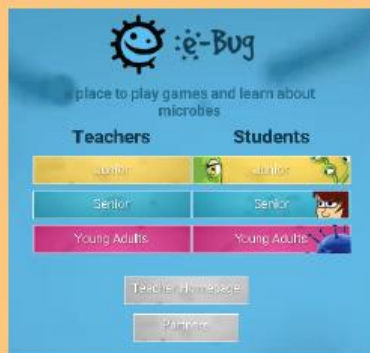 :e-Bug
a place to play games and learn about
microbes
Teachers Students
Junior Junior
Senior Senior
Young Adults Young Adults
Teacher Homepage
Partners